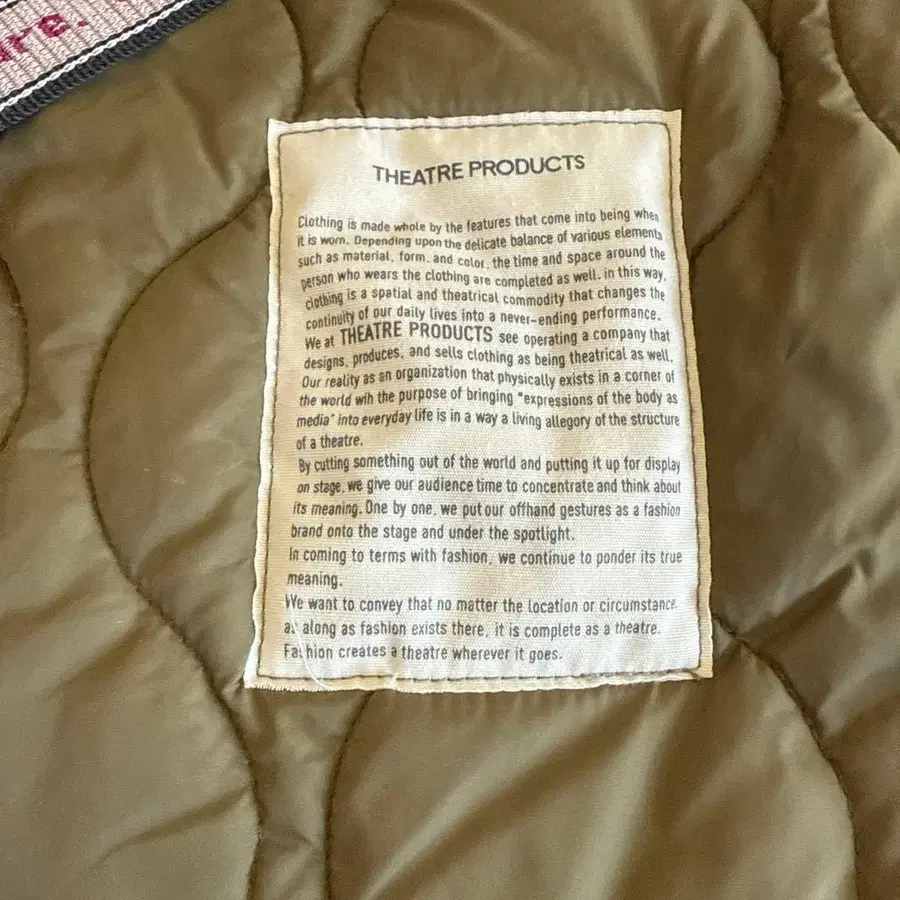 are.
THEATRE PRODUCTS
Clothing is made whole by the features that come into being when
it is worn. Depending upon the delicate balance of various elements
such as material, form, and color, the time and space around the
person who wears the clothing are completed as well. in this way,
clothing is a spatial and theatrical commodity that changes the
continuity of our daily lives into a never-ending performance.
We at THEATRE PRODUCTS see operating a company that
designs, produces, and sells clothing as being theatrical as well.
Our reality as an organization that physically exists in a corner of
the world wih the purpose of bringing "expressions of the body as
media" into everyday life is in a way a living allegory of the structure
of a theatre.
By cutting something out of the world and putting it up for display
on stage, we give our audience time to concentrate and think about
its meaning. One by one, we put our offhand gestures as a fashion
brand onto the stage and under the spotlight.
In coming to terms with fashion, we continue to ponder its true
meaning.
We want to convey that no matter the location or circumstance,
as along as fashion exists there, it is complete as a theatre.
Fashion creates a theatre wherever it goes.